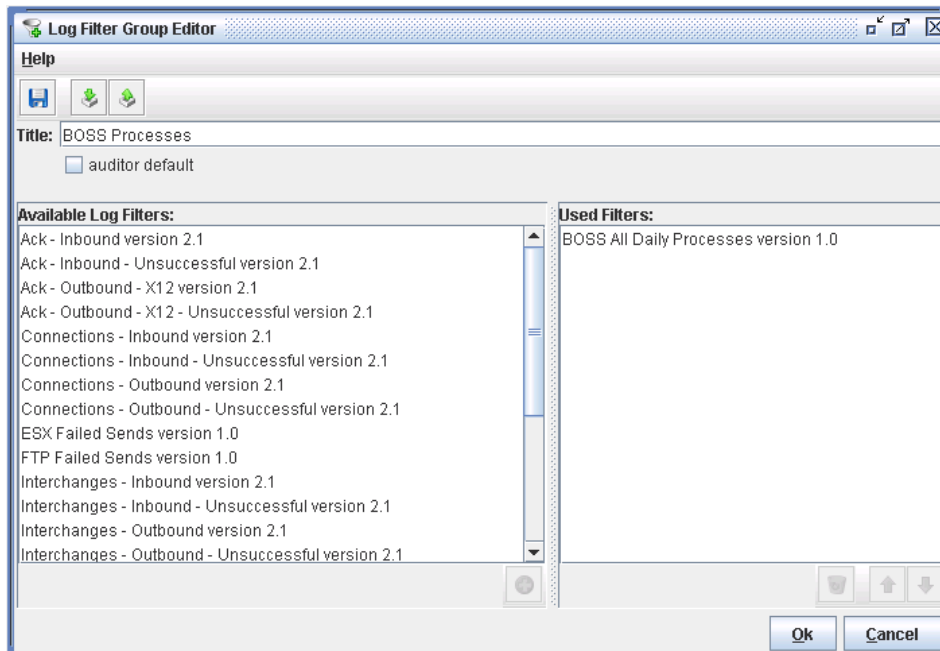 Log Filter Group Editor
Help
Title: BOSS Processes
auditor default
Available Log Filters:
Ack - Inbound version 2.1
Ack - Inbound - Unsuccessful version 2.1
Ack - Outbound - X12 version 2.1
Ack - Outbound - X12 - Unsuccessful version 2.1
Connections - Inbound version 2.1
Connections - Inbound - Unsuccessful version 2.1
Connections - Outbound version 2.1
Connections - Outbound - Unsuccessful version 2.1
ESX Failed Sends version 1.0
FTP Failed Sends version 1.0
Interchanges - Inbound version 2.1
Interchanges - Inbound - Unsuccessful version 2.1
Interchanges - Outbound version 2.1
Interchanges - Outbound - Unsuccessful version 2.1
Used Filters:
BOSS All Daily Processes version 1.0
Ok Cancel